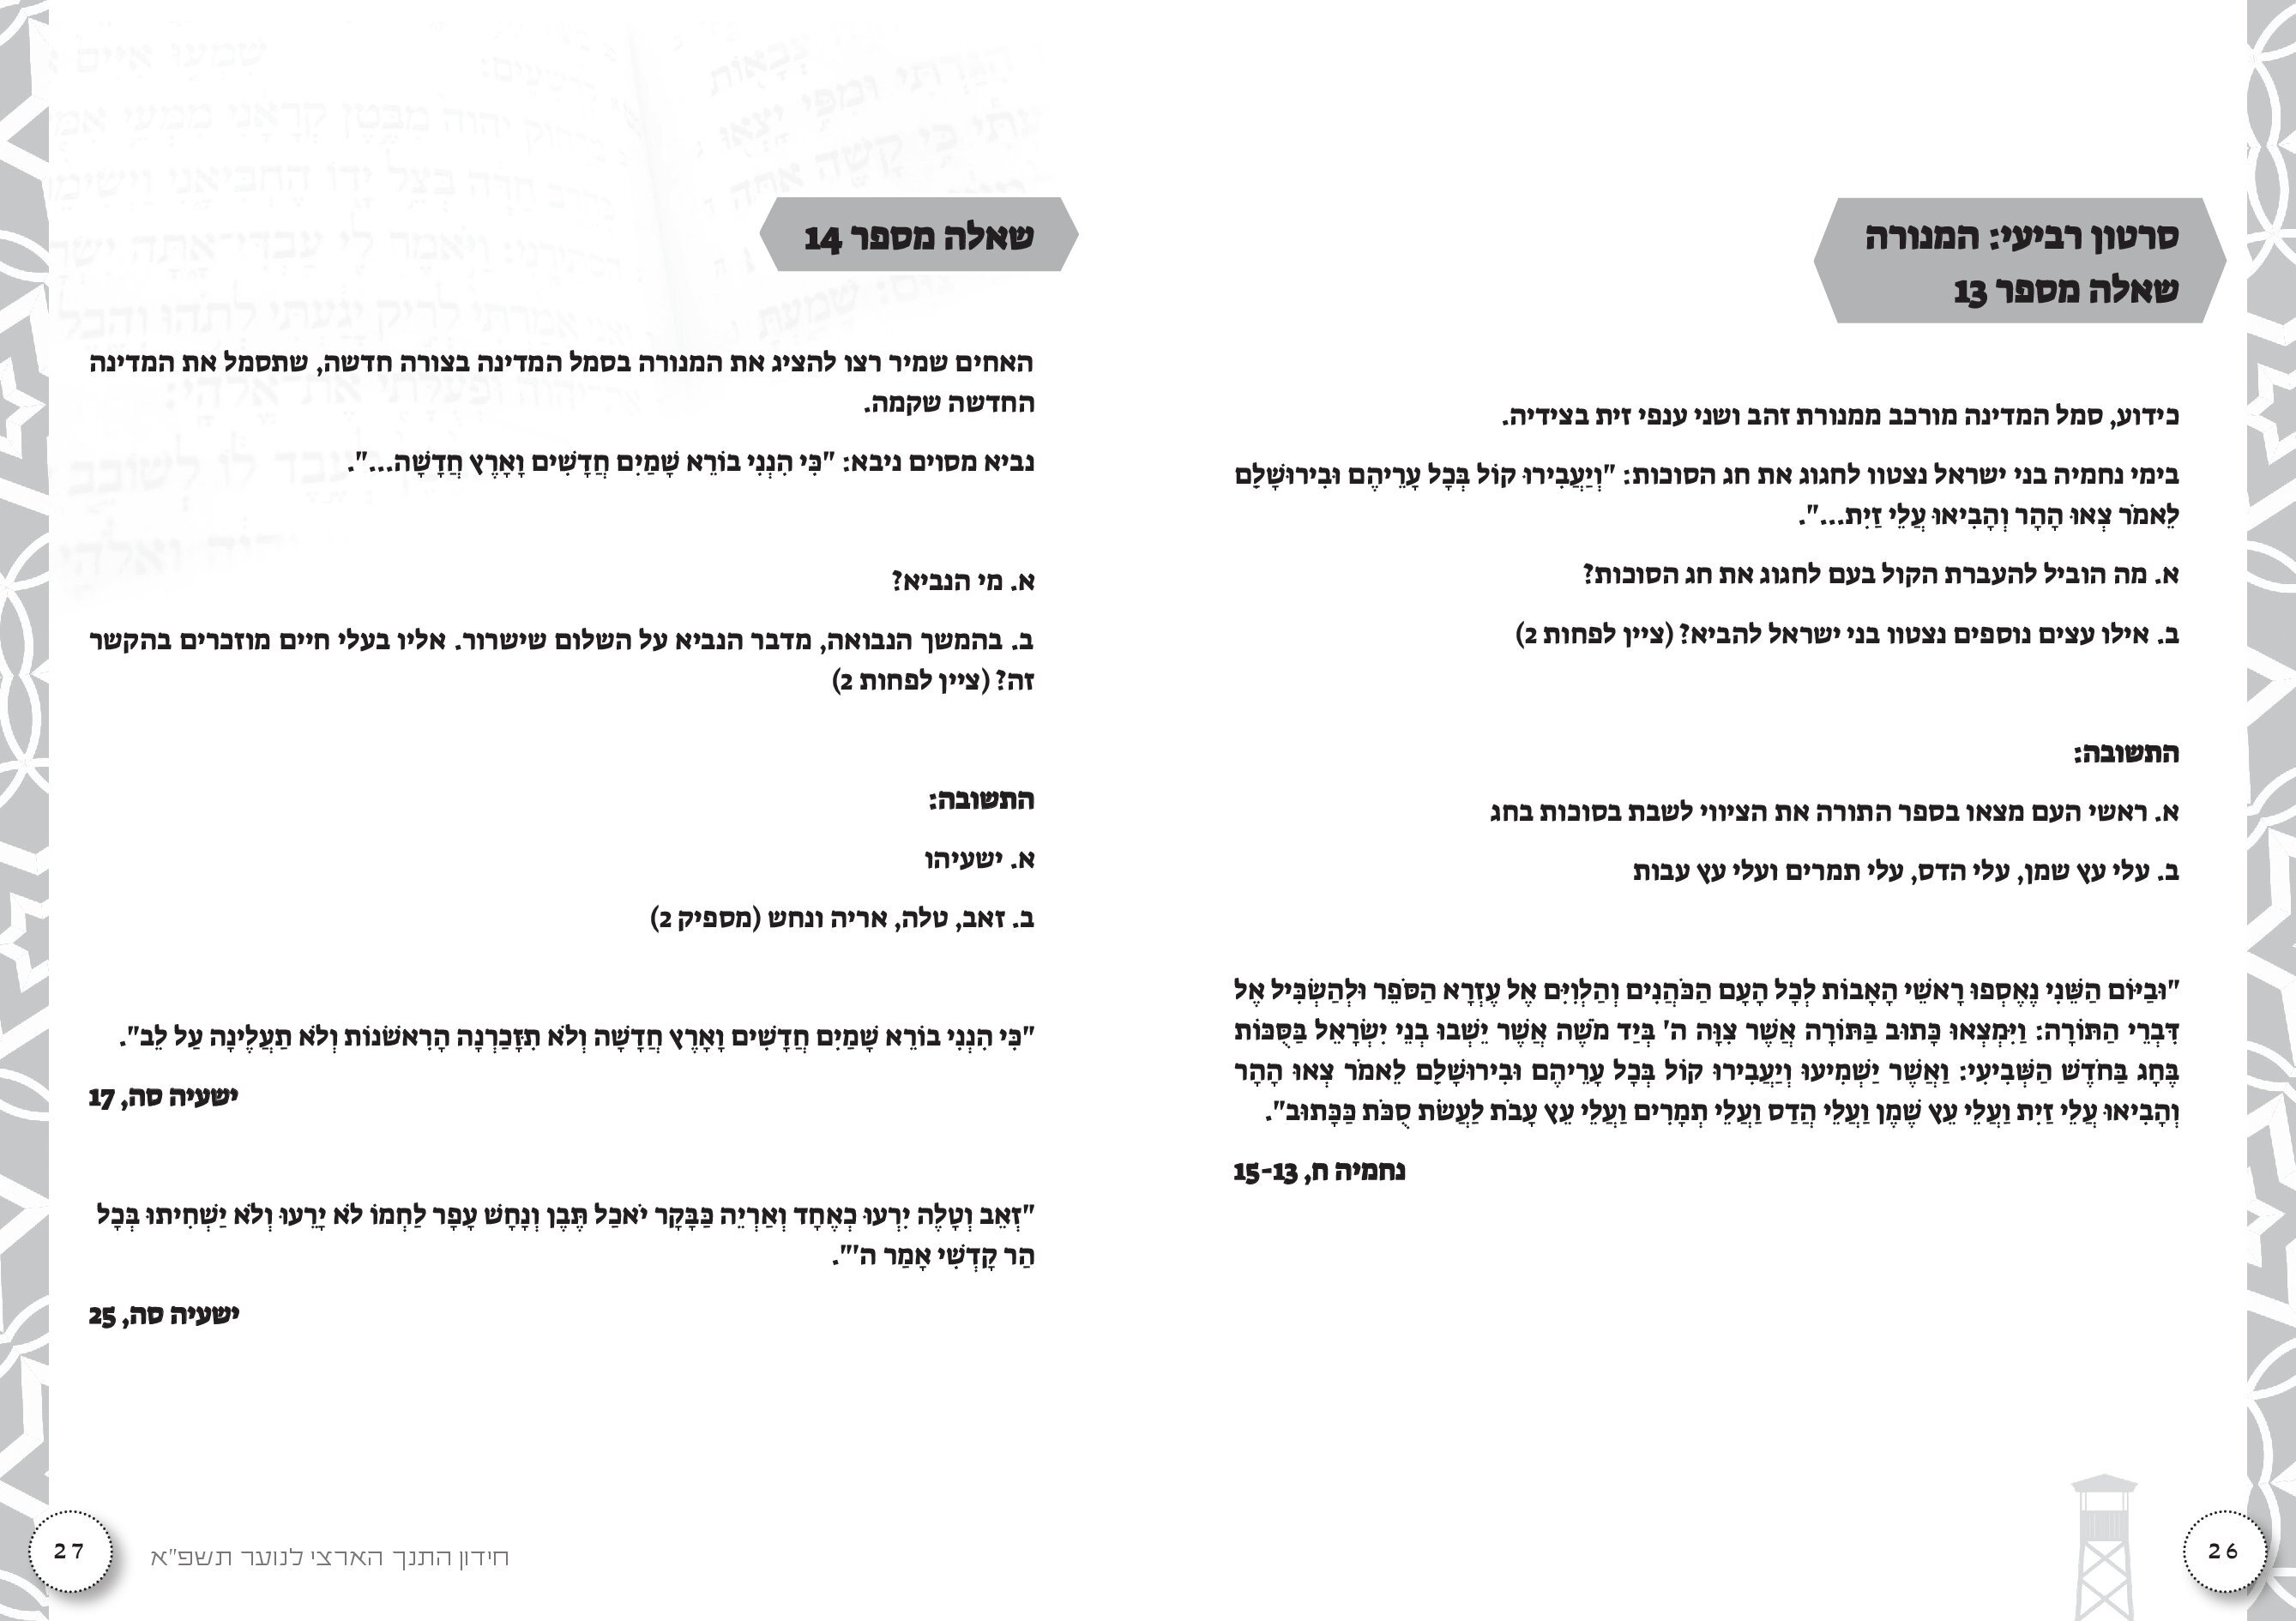 סרטון רביעי: המנורה
שאלה מספר 13
כידוע, סמל המדינה מורכב ממנורת זהב ושני ענפי זית בצידיה.
בימי נחמיה בני ישראל נצטוו לחגוג את חג הסוכות: "וְיַעֲבִירוּ קוֹל בְּכָל עָרֵיהֶם וּבִירוּשָׁלִַם
לֵאמֹר צְאוּ הָהָר וְהָבִיאוּ עֲלֵי זַיִת...".
א. מה הוביל להעברת הקול בעם לחגוג את חג הסוכות?
ב. אילו עצים נוספים נצטוו בני ישראל להביא? (ציין לפחות 2)
התשובה:
א. ראשי העם מצאו בספר התורה את הציווי לשבת בסוכות בחג
ב. עלי עץ שמן, עלי הדס, עלי תמרים ועלי עץ עבות
"וּבַיּוֹם הַשֵּׁנִי נֶאֶסְפוּ רָאשֵׁי הָאָבוֹת לְכָל הָעָם הַכֹּהֲנִים וְהַלְוִיִּם אֶל עֶזְרָא הַסֹּפֵר וּלְהַשְׂכִּיל אֶל
דִּבְרֵי הַתּוֹרָה: וַיִּמְצְאוּ כָּתוּב בַּתּוֹרָה אֲשֶׁר צִוָּה ה' בְּיַד מֹשֶׁה אֲשֶׁר יֵשְׁבוּ בְנֵי יִשְׂרָאֵל בַּסֻּכּוֹת
בֶּחָג בַּחֹדֶשׁ הַשְּׁבִיעִי: וַאֲשֶׁר יַשְׁמִיעוּ וְיַעֲבִירוּ קוֹל בְּכָל עָרֵיהֶם וּבִירוּשָׁלִַם לֵאמֹר צְאוּ הָהָר
וְהָבִיאוּ עֲלֵי זַיִת וַעֲלֵי עֵץ שֶׁמֶן וַעֲלֵי הֲדַס וַעֲלֵי תְמָרִים וַעֲלֵי עֵץ עָבֹת לַעֲשֹׂת סֻכֹּת כַּכָּתוּב".
נחמיה ח, 13-15
26
שאלה מספר 14
האחים שמיר רצו להציג את המנורה בסמל המדינה בצורה חדשה, שתסמל את המדינה
החדשה שקמה.
נביא מסוים ניבא: "כִּי הִנְנִי בוֹרֵא שָׁמַיִם חֲדָשִׁים וָאָרֶץ חֲדָשָׁה...".
א. מי הנביא?
ב. בהמשך הנבואה, מדבר הנביא על השלום שישרור. אליו בעלי חיים מוזכרים בהקשר
זה? (ציין לפחות 2)
התשובה:
א. ישעיהו
ב. זאב, טלה, אריה ונחש (מספיק 2)
"כִּי הִנְנִי בוֹרֵא שָׁמַיִם חֲדָשִׁים וָאָרֶץ חֲדָשָׁה וְלֹא תִזָּכַרְנָה הָרִאשֹׁנוֹת וְלֹא תַעֲלֶינָה עַל לֵב".
ישעיה סה, 17
"זְאֵב וְטָלֶה יִרְעוּ כְאֶחָד וְאַרְיֵה כַּבָּקָר יֹאכַל תֶּבֶן וְנָחָשׁ עָפָר לַחְמוֹ לֹא יָרֵעוּ וְלֹא יַשְׁחִיתוּ בְּכָל
הַר קָדְשִׁי אָמַר ה'".
ישעיה סה, 25
חידון התנך הארצי לנוער תשפ"א
27